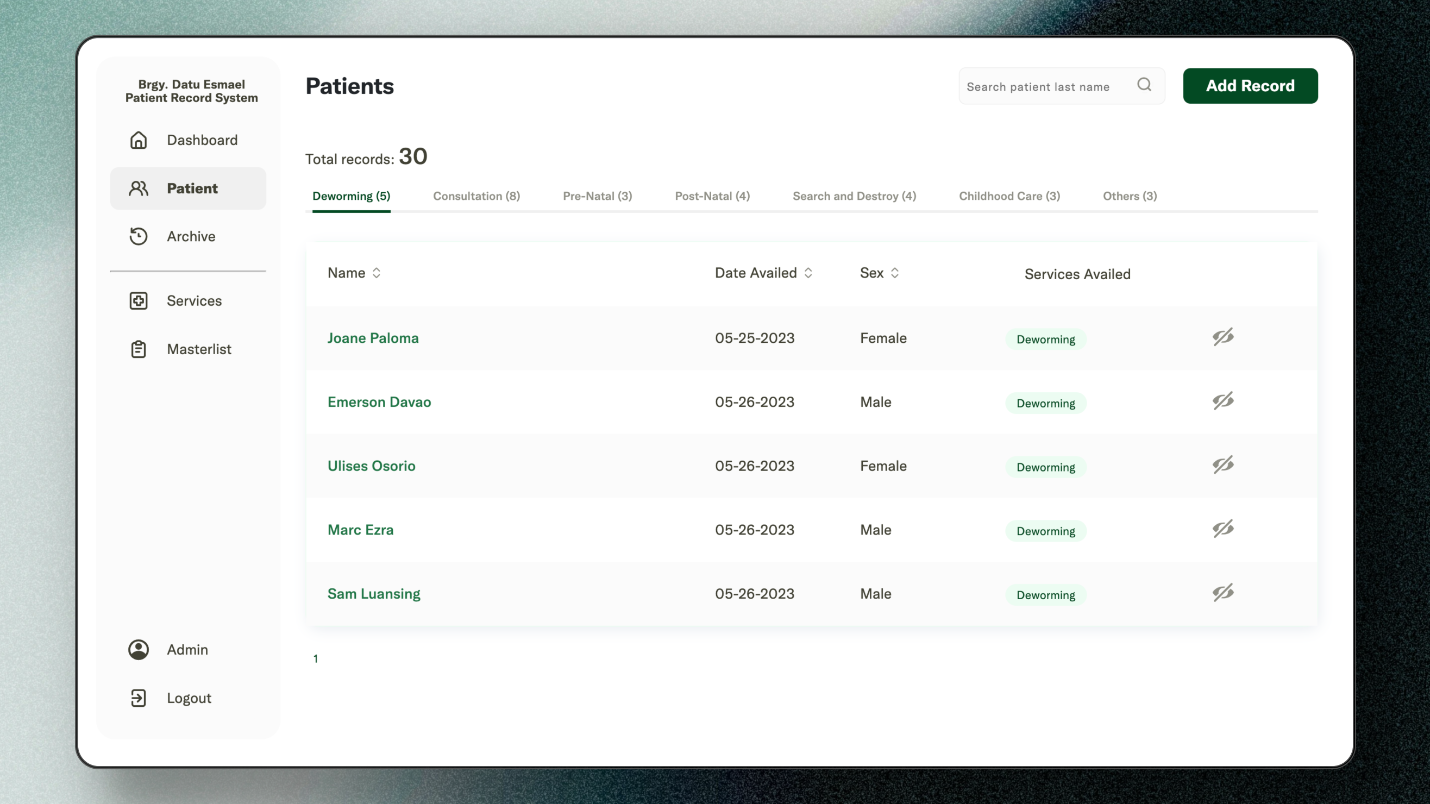 Brgy. Datu Esmael
Patient Record System
Dashboard
Patient
Archive
Services
Masterlist
Admin
Logout
Patients
Search patient last name
Add Record
Total records: 30
Deworming (5) Consultation (8) Pre-Natal (3) Post-Natal (4) Search and Destroy (4) Childhood Care (3) Others (3)
Name Date Availed Sex Services Availed
Joane Paloma 05-25-2023 Female Deworming
Emerson Davao 05-26-2023 Male Deworming
Ulises Osorio 05-26-2023 Female Deworming
Marc Ezra 05-26-2023 Male Deworming
Sam Luansing 05-26-2023 Male Deworming
1